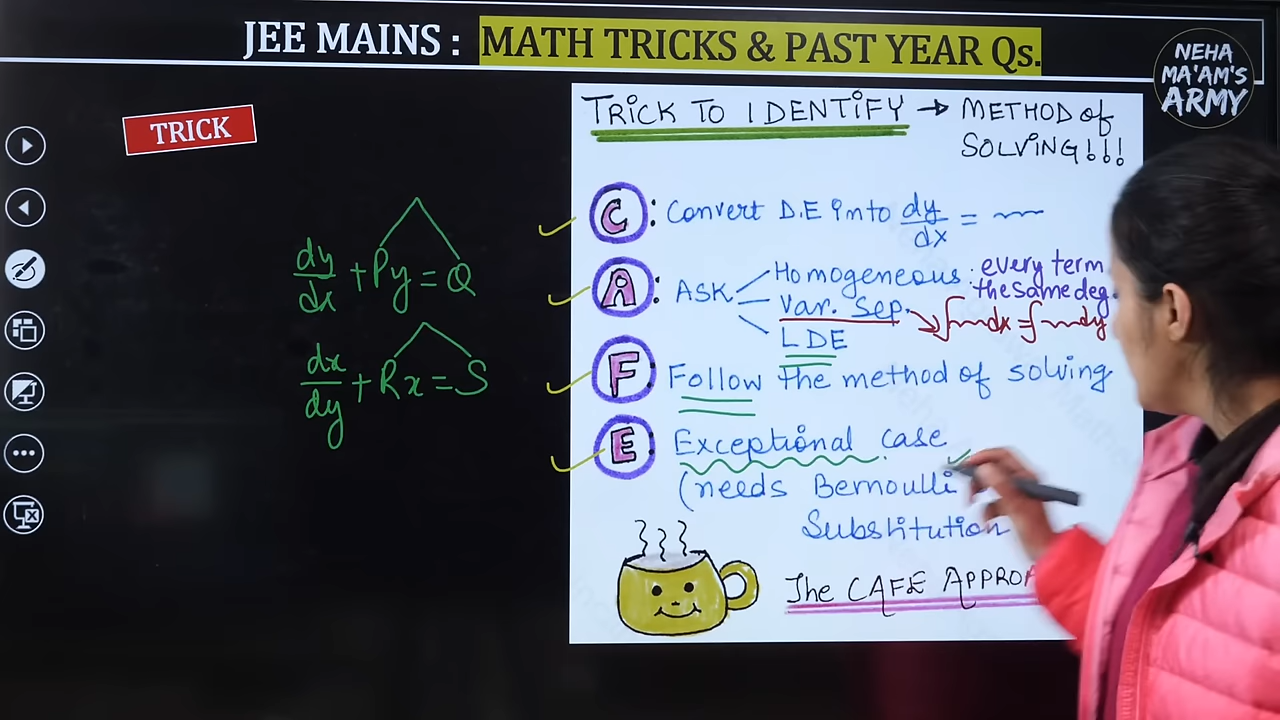 JEE MAINS : MATH TRICKS & PAST YEAR Qs.
NEHA
MA'AM'S
ARMY
TRICK
TRICK TO IDENTIFY → METHOD of
SOLVING!!!
C : Convert D.E into dy/dx = 
A : ASK
Homogeneous : every term
the same deg.
Var. Sep. ∫ dx = ∫ dy
LDE
F : Follow the method of solving
E : Exceptional case
(needs Bernoulli
Substitution
The CAFE
dy/dx + Py = Q
dx/dy + Rx = S